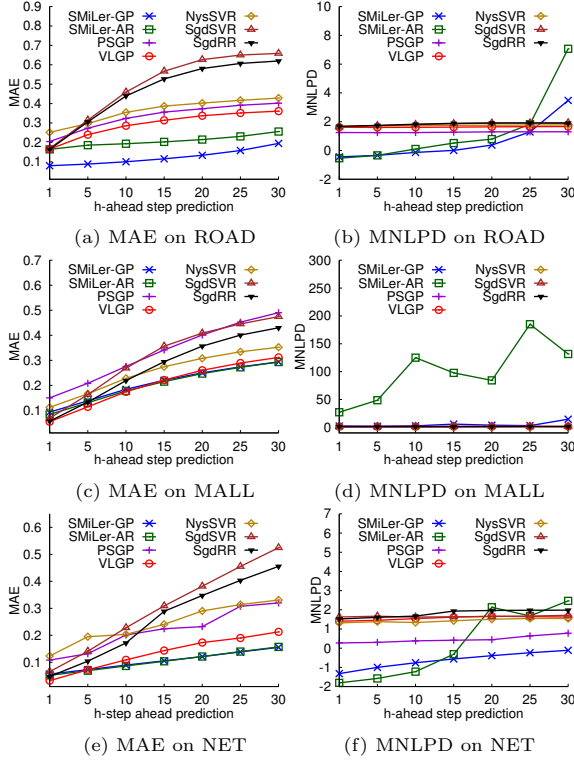 0.9
0.8
0.7
0.6
0.5
0.4
0.3
0.2
0.1
MAE
SMiLer-GP
SMiLer-AR
PSGP
VLGP
NysSVR
SgdSVR
SgdRR
1 5 10 15 20 25 30
h-ahead step prediction
(a) MAE on ROAD
10
8
6
4
2
0
-2
MNLPD
SMiLer-GP
SMiLer-AR
PSGP
VLGP
NysSVR
SgdSVR
SgdRR
1 5 10 15 20 25 30
h-ahead step prediction
(b) MNLPD on ROAD
0.7
0.6
0.5
0.4
0.3
0.2
0.1
MAE
SMiLer-GP
SMiLer-AR
PSGP
VLGP
NysSVR
SgdSVR
SgdRR
1 5 10 15 20 25 30
h-ahead step prediction
(c) MAE on MALL
300
250
200
150
100
50
0
MNLPD
SMiLer-GP
SMiLer-AR
PSGP
VLGP
NysSVR
SgdSVR
SgdRR
1 5 10 15 20 25 30
h-ahead step prediction
(d) MNLPD on MALL
0.6
0.5
0.4
0.3
0.2
0.1
MAE
SMiLer-GP
SMiLer-AR
PSGP
VLGP
NysSVR
SgdSVR
SgdRR
1 5 10 15 20 25 30
h-step ahead prediction
(e) MAE on NET
7
6
5
4
3
2
1
0
-1
-2
MNLPD
SMiLer-GP
SMiLer-AR
PSGP
VLGP
NysSVR
SgdSVR
SgdRR
1 5 10 15 20 25 30
h-ahead step prediction
(f) MNLPD on NET